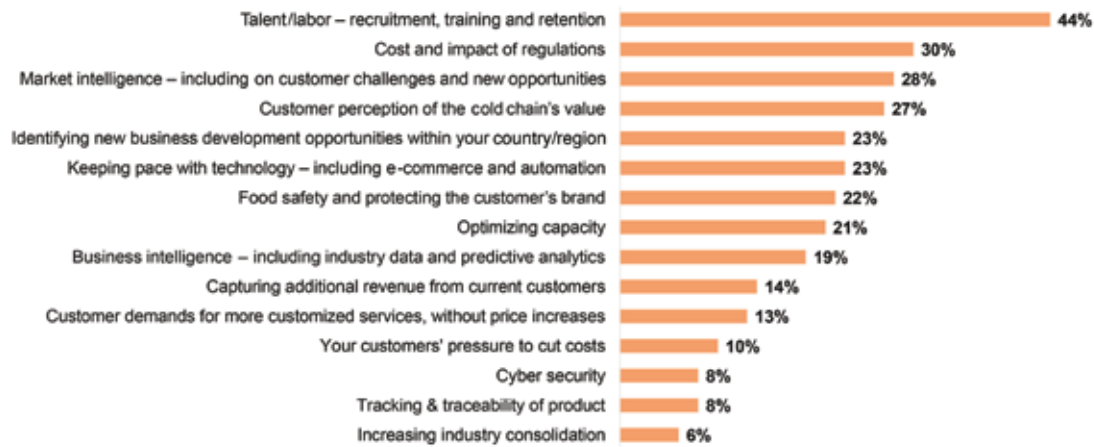 Talent/labor – recruitment, training and retention 44%
Cost and impact of regulations 30%
Market intelligence – including on customer challenges and new opportunities 28%
Customer perception of the cold chain's value 27%
Identifying new business development opportunities within your country/region 23%
Keeping pace with technology – including e-commerce and automation 23%
Food safety and protecting the customer's brand 22%
Optimizing capacity 21%
Business intelligence – including industry data and predictive analytics 19%
Capturing additional revenue from current customers 14%
Customer demands for more customized services, without price increases 13%
Your customers' pressure to cut costs 10%
Cyber security 8%
Tracking & traceability of product 8%
Increasing industry consolidation 6%